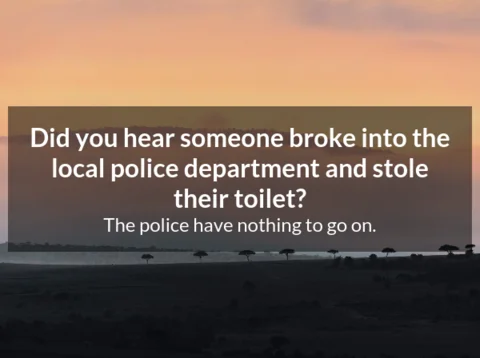 Did you hear someone broke into the
local police department and stole
their toilet?
The police have nothing to go on.